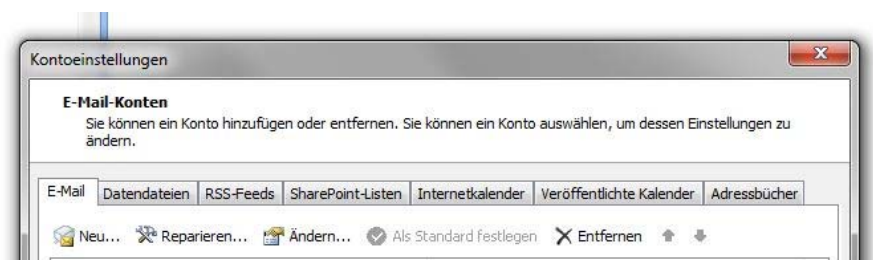 Kontoeinstellungen
E-Mail-Konten
Sie können ein Konto hinzufügen oder entfernen. Sie können ein Konto auswählen, um dessen Einstellungen zu
ändern.
E-Mail Datendateien RSS-Feeds SharePoint-Listen Internetkalender Veröffentlichte Kalender Adressbücher
Neu... Reparieren... Ändern... Als Standard festlegen Entfernen